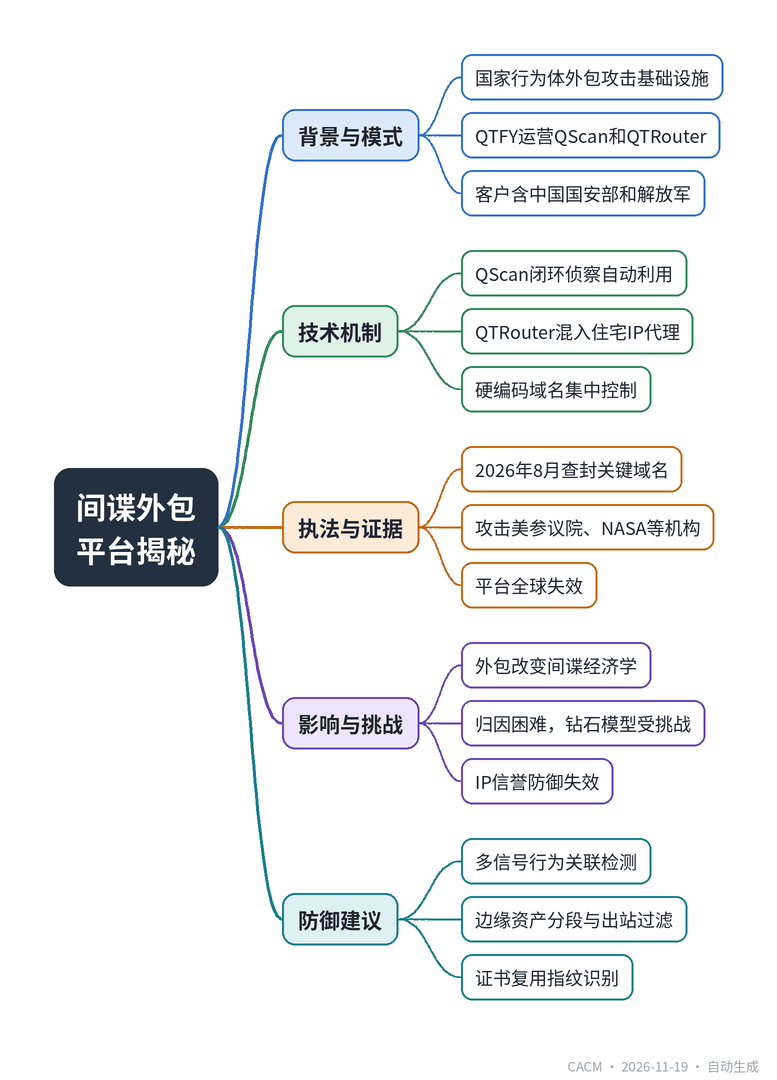 间谍外包
平台揭秘
背景与模式
国家行为体外包攻击基础设施
QTFY运营QScan和QTRouter
客户含中国国安部和解放军
技术机制
QScan闭环侦察自动利用
QTRouter混入住宅IP代理
硬编码域名集中控制
执法与证据
2026年8月查封关键域名
攻击美参议院、NASA等机构
平台全球失效
影响与挑战
外包改变间谍经济学
归因困难，钻石模型受挑战
IP信誉防御失效
防御建议
多信号行为关联检测
边缘资产分段与出站过滤
证书复用指纹识别
CACM · 2026-11-19 · 自动生成